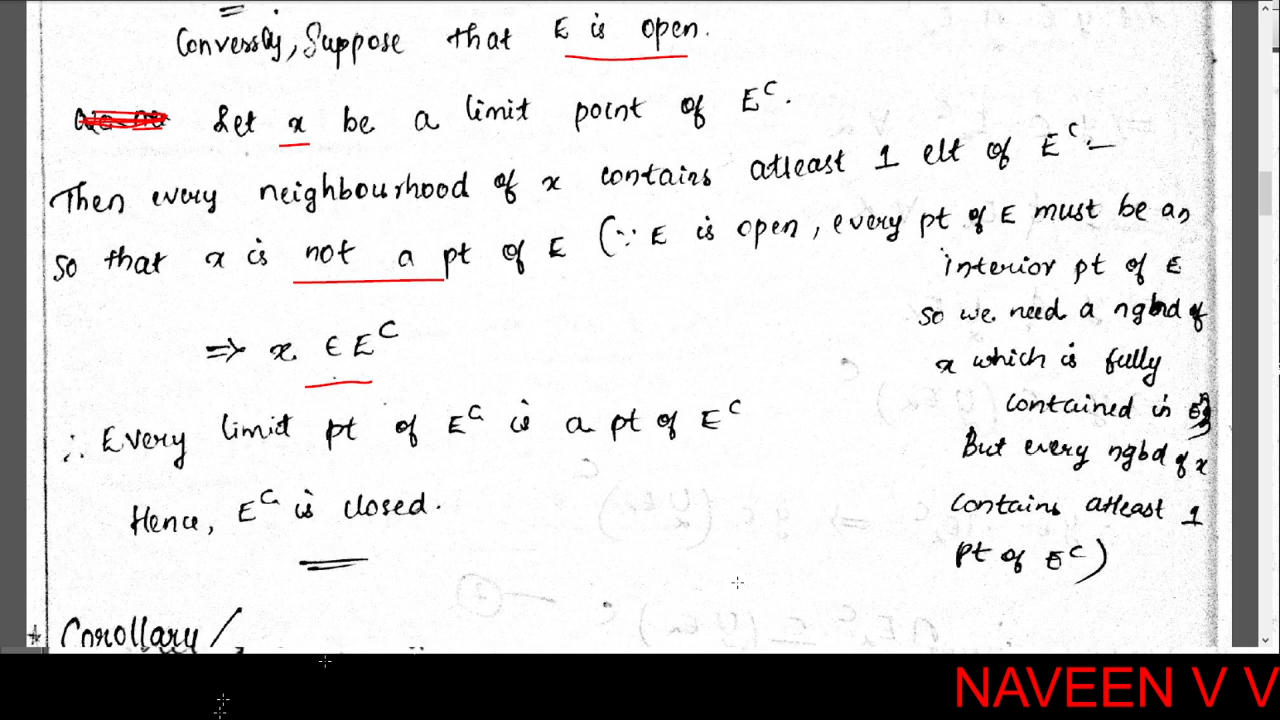 Conversly, Suppose that E is open.
Let x be a limit point of E^C.
Then every neighbourhood of x contains atleast 1 elt of E^C.
so that x is not a pt of E (∵ E is open, every pt of E must be an
interior pt of E
so we need a ngbd of
x which is fully
contained in E,
But every ngbd of x
contains atleast 1
pt of E^C)
⇒ x ∈ E^C
∴ Every limit pt of E^C is a pt of E^C
Hence, E^C is closed.
* Corollary /
NAVEEN V V